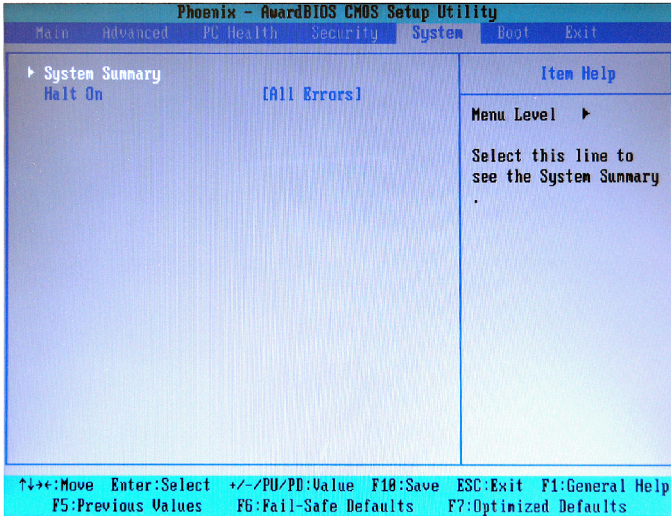 Phoenix - AwardBIOS CMOS Setup Utility
Main Advanced PC Health Security System Boot Exit
▶ System Summary
Halt On [All Errors]
Item Help
Menu Level ▶
Select this line to
see the System Summary
.
↑↓→←:Move Enter:Select +/-/PU/PD:Value F10:Save ESC:Exit F1:General Help
F5:Previous Values F6:Fail-Safe Defaults F7:Optimized Defaults